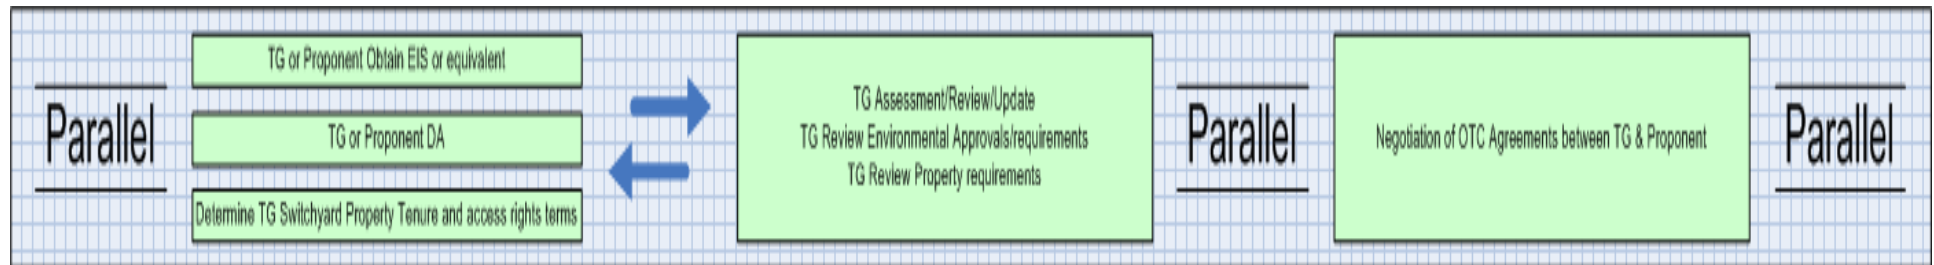 Parallel
TG or Proponent Obtain EIS or equivalent
TG or Proponent DA
Determine TG Switchyard Property Tenure and access rights terms
TG Assessment/Review/Update
TG Review Environmental Approvals/requirements
TG Review Property requirements
Parallel
Negotiation of OTC Agreements between TG & Proponent
Parallel